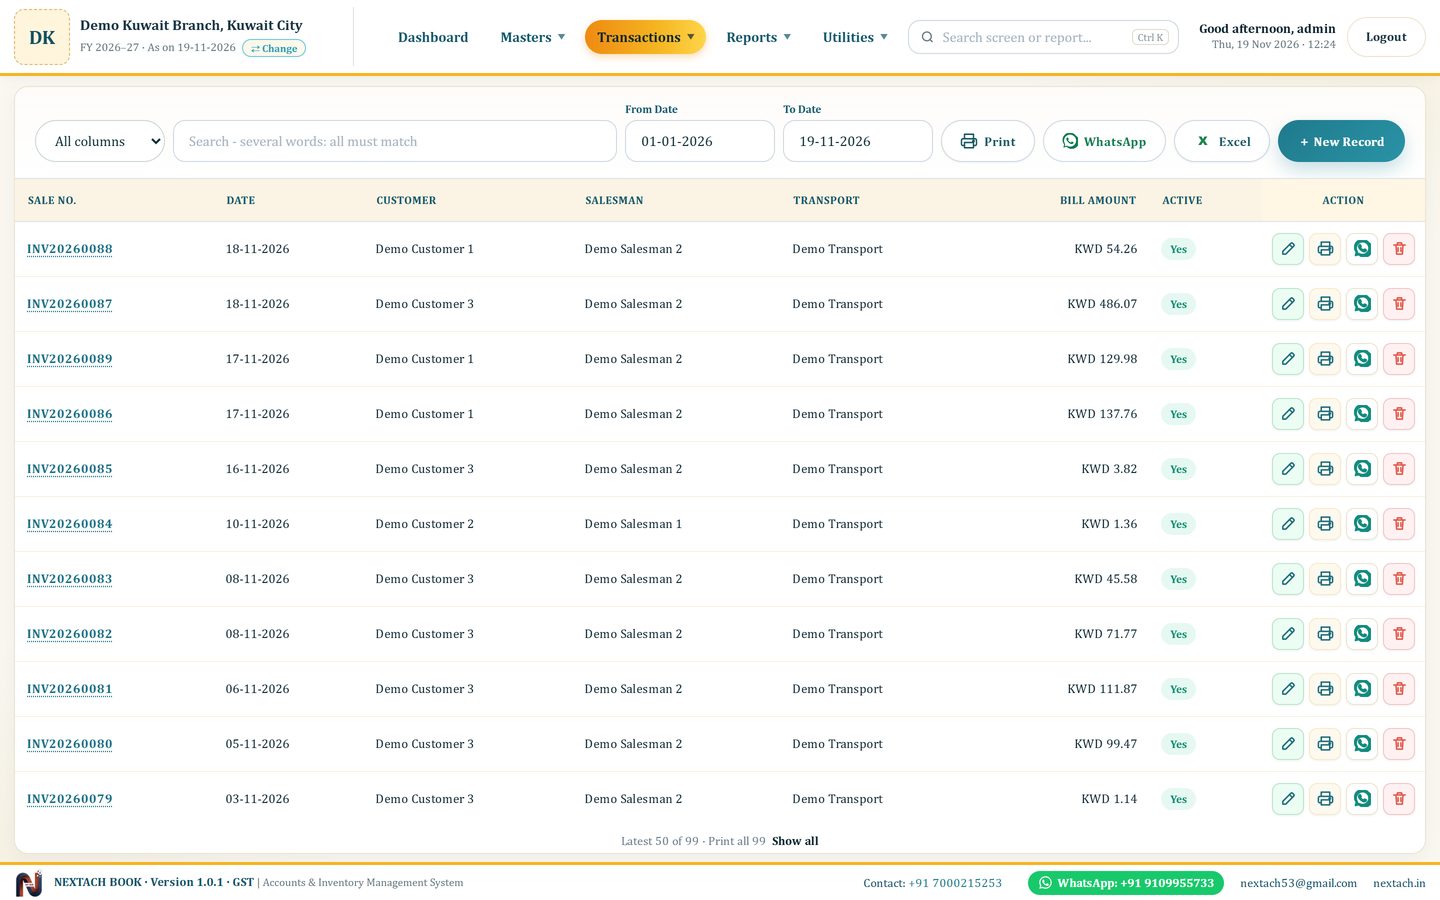 DK
Demo Kuwait Branch, Kuwait City
FY 2026-27 · As on 19-11-2026 ⇄ Change
Dashboard Masters ▼ Transactions ▼ Reports ▼ Utilities ▼
Search screen or report... Ctrl K
Good afternoon, admin
Thu, 19 Nov 2026 · 12:24
Logout
From Date To Date
All columns Search - several words: all must match 01-01-2026 19-11-2026 Print WhatsApp X Excel + New Record
SALE NO. DATE CUSTOMER SALESMAN TRANSPORT BILL AMOUNT ACTIVE ACTION
INV20260088 18-11-2026 Demo Customer 1 Demo Salesman 2 Demo Transport KWD 54.26 Yes
INV20260087 18-11-2026 Demo Customer 3 Demo Salesman 2 Demo Transport KWD 486.07 Yes
INV20260089 17-11-2026 Demo Customer 1 Demo Salesman 2 Demo Transport KWD 129.98 Yes
INV20260086 17-11-2026 Demo Customer 1 Demo Salesman 2 Demo Transport KWD 137.76 Yes
INV20260085 16-11-2026 Demo Customer 3 Demo Salesman 2 Demo Transport KWD 3.82 Yes
INV20260084 10-11-2026 Demo Customer 2 Demo Salesman 1 Demo Transport KWD 1.36 Yes
INV20260083 08-11-2026 Demo Customer 3 Demo Salesman 2 Demo Transport KWD 45.58 Yes
INV20260082 08-11-2026 Demo Customer 3 Demo Salesman 2 Demo Transport KWD 71.77 Yes
INV20260081 06-11-2026 Demo Customer 3 Demo Salesman 2 Demo Transport KWD 111.87 Yes
INV20260080 05-11-2026 Demo Customer 3 Demo Salesman 2 Demo Transport KWD 99.47 Yes
INV20260079 03-11-2026 Demo Customer 3 Demo Salesman 2 Demo Transport KWD 1.14 Yes
Latest 50 of 99 · Print all 99 Show all
N NEXTACH BOOK · Version 1.0.1 · GST | Accounts & Inventory Management System Contact: +91 7000215253 WhatsApp: +91 9109955733 nextach53@gmail.com nextach.in